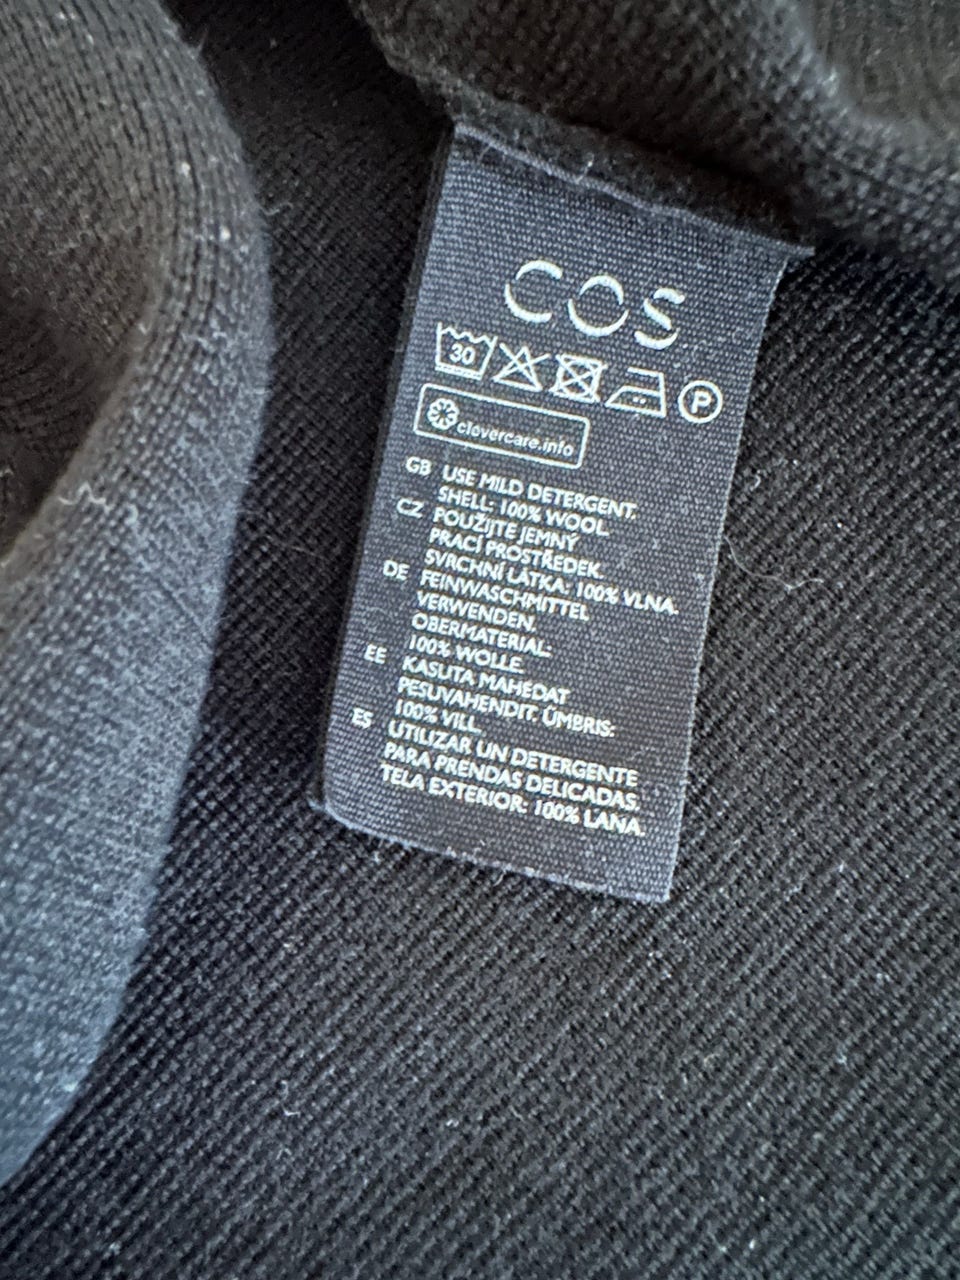 COS
30 P
clevercare.info
GB USE MILD DETERGENT.
SHELL: 100% WOOL.
CZ POUŽIJTE JEMNÝ
PRACÍ PROSTŘEDEK.
SVRCHNÍ LÁTKA: 100% VLNA.
DE FEINWASCHMITTEL
VERWENDEN.
OBERMATERIAL:
100% WOLLE.
EE KASUTA MAHEDAT
PESUVAHENDIT. ÜMBRIS:
100% VILL.
ES UTILIZAR UN DETERGENTE
PARA PRENDAS DELICADAS.
TELA EXTERIOR: 100% LANA.